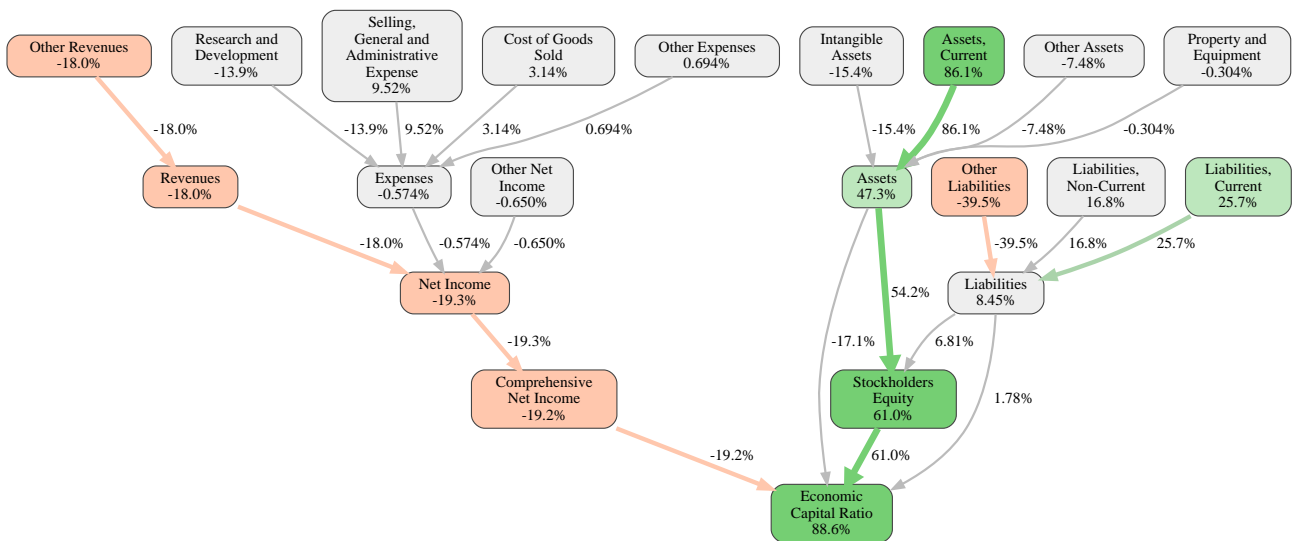 Other Revenues
-18.0%
Research and
Development
-13.9%
Selling,
General and
Administrative
Expense
9.52%
Cost of Goods
Sold
3.14%
Other Expenses
0.694%
Intangible
Assets
-15.4%
Assets,
Current
86.1%
Other Assets
-7.48%
Property and
Equipment
-0.304%
-18.0%
-13.9%
9.52%
3.14%
0.694%
-15.4%
86.1%
-7.48%
-0.304%
Revenues
-18.0%
Expenses
-0.574%
Other Net
Income
-0.650%
Assets
47.3%
Other
Liabilities
-39.5%
Liabilities,
Non-Current
16.8%
Liabilities,
Current
25.7%
-18.0%
-0.574%
-0.650%
-39.5%
16.8%
25.7%
Net Income
-19.3%
54.2%
Liabilities
8.45%
-19.3%
-17.1%
6.81%
Comprehensive
Net Income
-19.2%
Stockholders
Equity
61.0%
1.78%
-19.2%
61.0%
Economic
Capital Ratio
88.6%